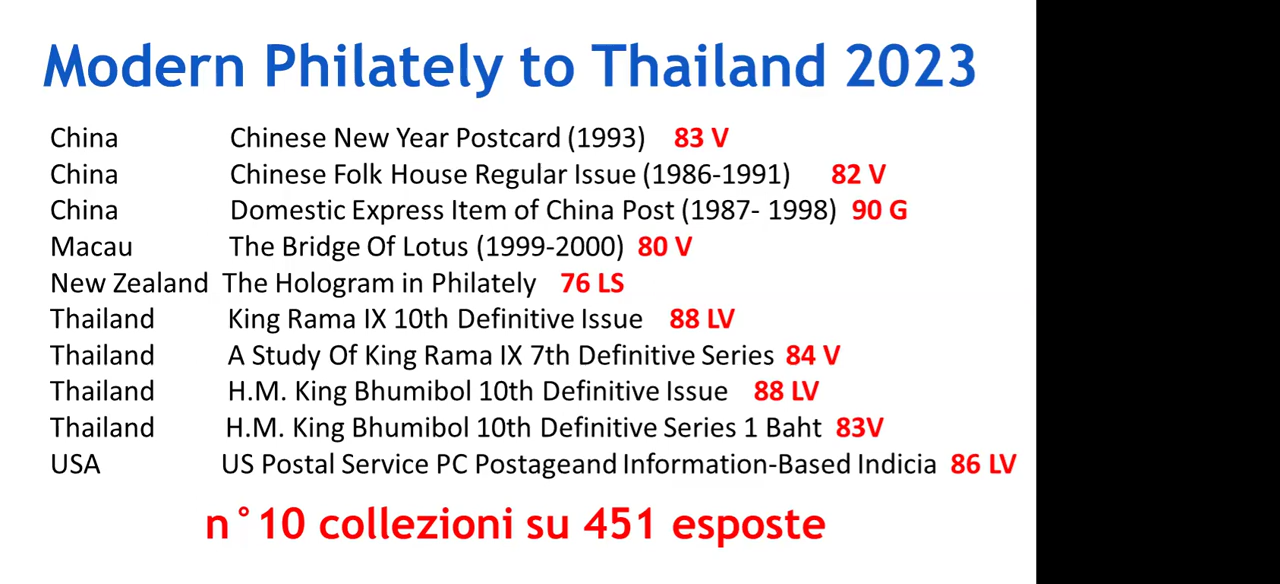 Modern Philately to Thailand 2023
China Chinese New Year Postcard (1993) 83 V
China Chinese Folk House Regular Issue (1986-1991) 82 V
China Domestic Express Item of China Post (1987- 1998) 90 G
Macau The Bridge Of Lotus (1999-2000) 80 V
New Zealand The Hologram in Philately 76 LS
Thailand King Rama IX 10th Definitive Issue 88 LV
Thailand A Study Of King Rama IX 7th Definitive Series 84 V
Thailand H.M. King Bhumibol 10th Definitive Issue 88 LV
Thailand H.M. King Bhumibol 10th Definitive Series 1 Baht 83V
USA US Postal Service PC Postageand Information-Based Indicia 86 LV
n°10 collezioni su 451 esposte